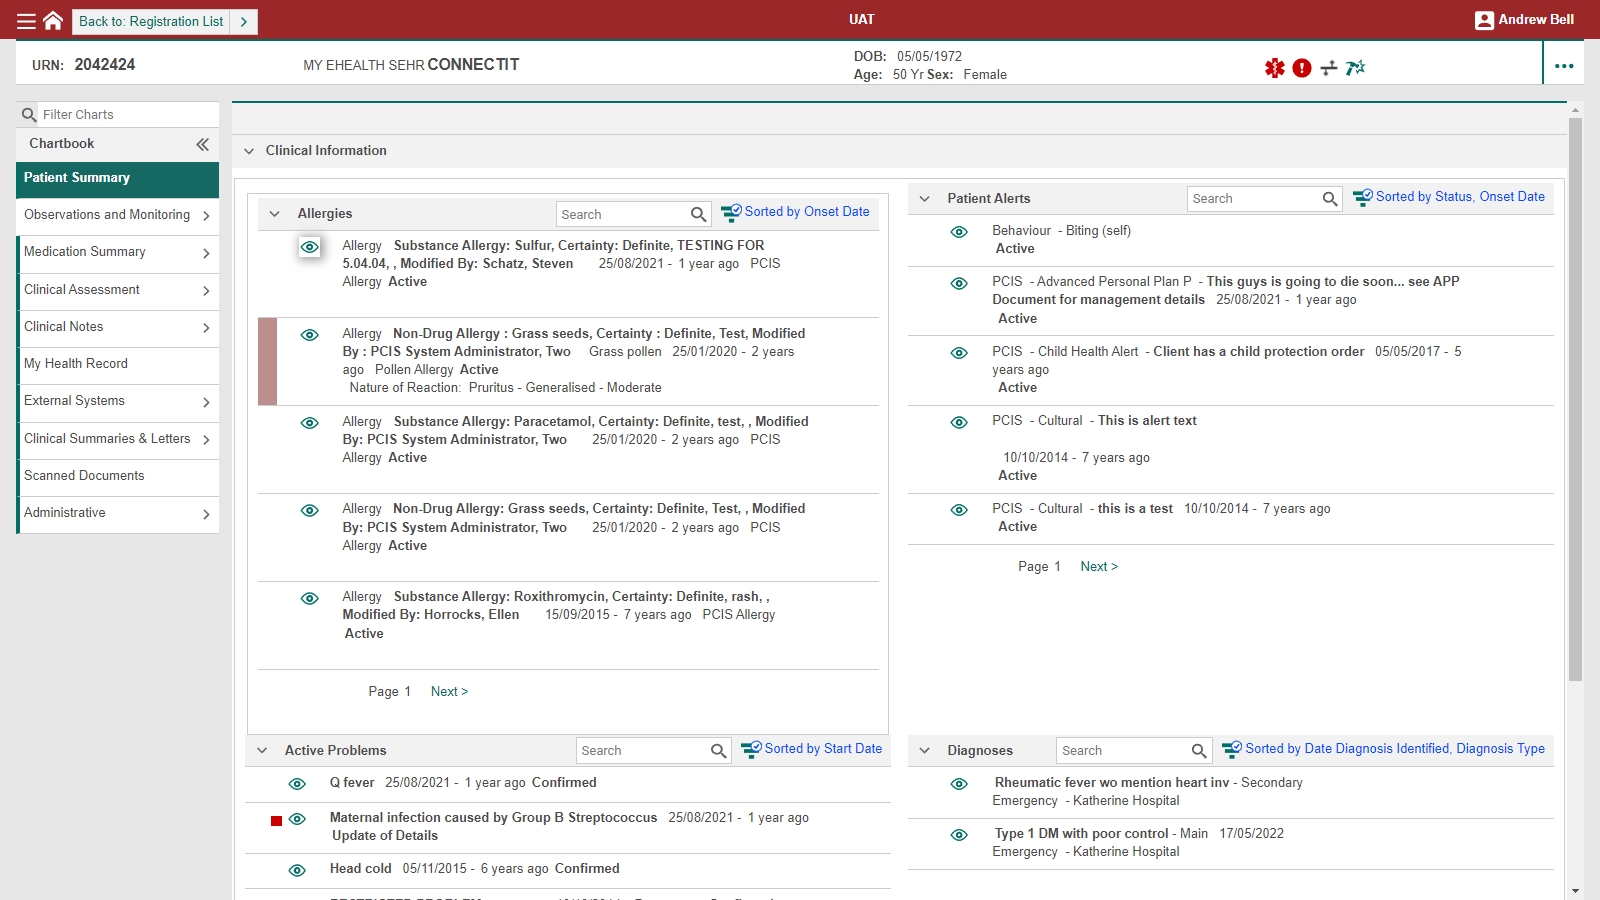 Back to: Registration List
UAT
Andrew Bell
URN: 2042424
MY EHEALTH SEHR CONNECTIT
DOB: 05/05/1972
Age: 50 Yr Sex: Female
Filter Charts
Chartbook
Patient Summary
Observations and Monitoring
Medication Summary
Clinical Assessment
Clinical Notes
My Health Record
External Systems
Clinical Summaries & Letters
Scanned Documents
Administrative
Clinical Information
Allergies
Search
Sorted by Onset Date
Allergy Substance Allergy: Sulfur, Certainty: Definite, TESTING FOR
5.04.04, , Modified By: Schatz, Steven 25/08/2021 - 1 year ago PCIS
Allergy Active
Allergy Non-Drug Allergy : Grass seeds, Certainty : Definite, Test, Modified
By : PCIS System Administrator, Two Grass pollen 25/01/2020 - 2 years
ago Pollen Allergy Active
Nature of Reaction: Pruritus - Generalised - Moderate
Allergy Substance Allergy: Paracetamol, Certainty: Definite, test, , Modified
By: PCIS System Administrator, Two 25/01/2020 - 2 years ago PCIS
Allergy Active
Allergy Non-Drug Allergy: Grass seeds, Certainty: Definite, Test, , Modified
By: PCIS System Administrator, Two 25/01/2020 - 2 years ago PCIS
Allergy Active
Allergy Substance Allergy: Roxithromycin, Certainty: Definite, rash, ,
Modified By: Horrocks, Ellen 15/09/2015 - 7 years ago PCIS Allergy
Active
Page 1 Next >
Patient Alerts
Search
Sorted by Status, Onset Date
Behaviour - Biting (self)
Active
PCIS - Advanced Personal Plan P - This guys is going to die soon... see APP
Document for management details 25/08/2021 - 1 year ago
Active
PCIS - Child Health Alert - Client has a child protection order 05/05/2017 - 5
years ago
Active
PCIS - Cultural - This is alert text
10/10/2014 - 7 years ago
Active
PCIS - Cultural - this is a test 10/10/2014 - 7 years ago
Active
Page 1 Next >
Active Problems
Search
Sorted by Start Date
Q fever 25/08/2021 - 1 year ago Confirmed
Maternal infection caused by Group B Streptococcus 25/08/2021 - 1 year ago
Update of Details
Head cold 05/11/2015 - 6 years ago Confirmed
Diagnoses
Search
Sorted by Date Diagnosis Identified, Diagnosis Type
Rheumatic fever wo mention heart inv - Secondary
Emergency - Katherine Hospital
Type 1 DM with poor control - Main 17/05/2022
Emergency - Katherine Hospital